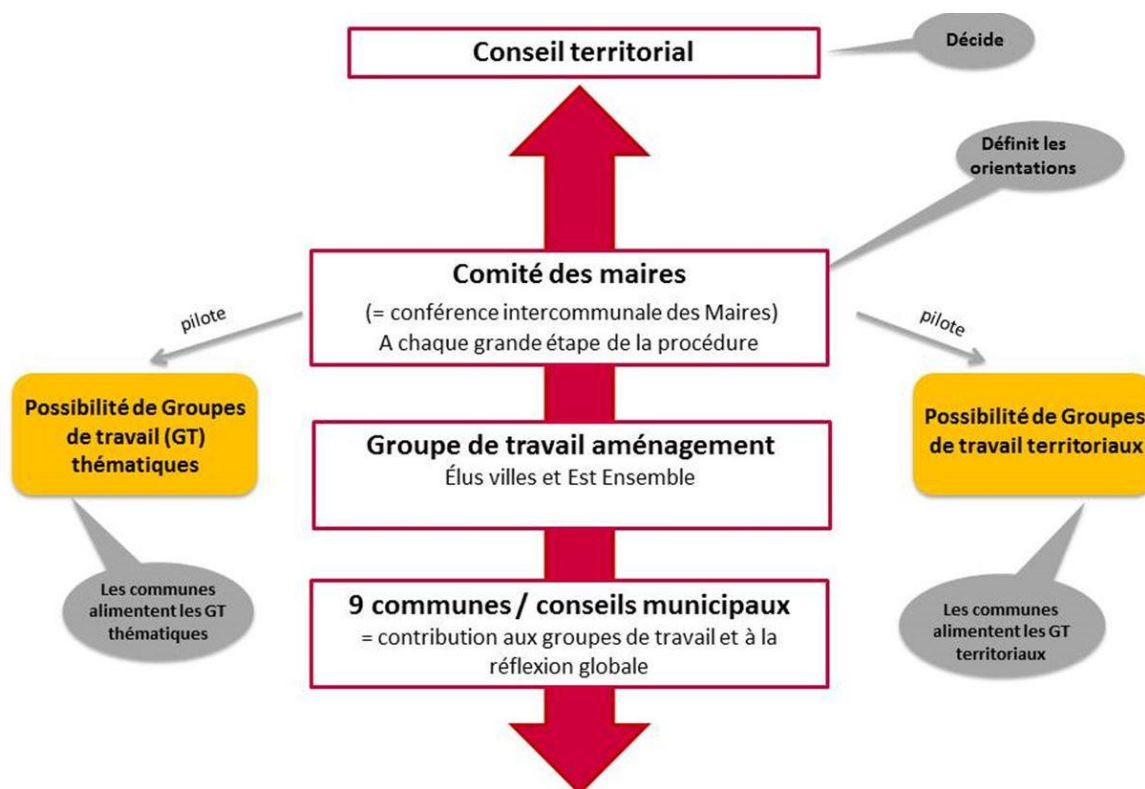 Conseil territorial
Décide
Définit les
orientations
Comité des maires
(= conférence intercommunale des Maires)
A chaque grande étape de la procédure
pilote
pilote
Possibilité de Groupes
de travail (GT)
thématiques
Possibilité de Groupes
de travail territoriaux
Groupe de travail aménagement
Élus villes et Est Ensemble
Les communes
alimentent les GT
thématiques
9 communes / conseils municipaux
= contribution aux groupes de travail et à la
réflexion globale
Les communes
alimentent les GT
territoriaux